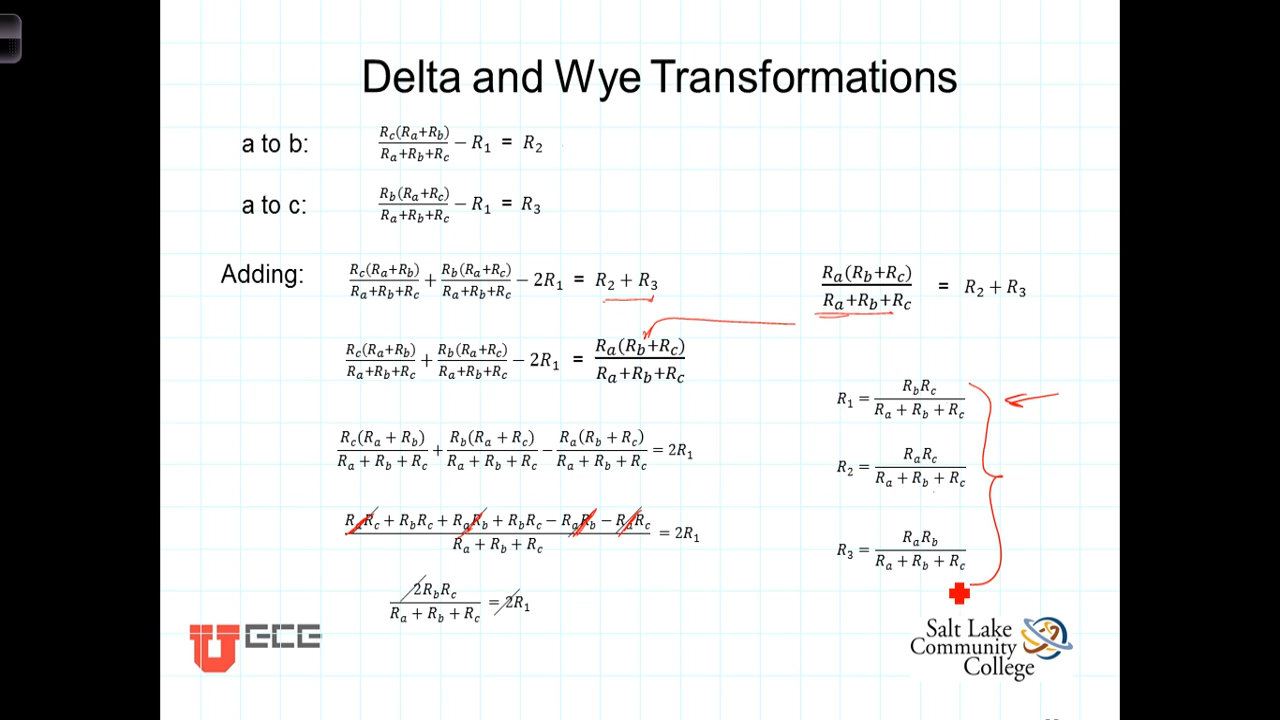 Delta and Wye Transformations
a to b: Rc(Ra+Rb)/(Ra+Rb+Rc) − R1 = R2
a to c: Rb(Ra+Rc)/(Ra+Rb+Rc) − R1 = R3
Adding: Rc(Ra+Rb)/(Ra+Rb+Rc) + Rb(Ra+Rc)/(Ra+Rb+Rc) − 2R1 = R2 + R3
Ra(Rb+Rc)/(Ra+Rb+Rc) = R2 + R3
Rc(Ra+Rb)/(Ra+Rb+Rc) + Rb(Ra+Rc)/(Ra+Rb+Rc) − 2R1 = Ra(Rb+Rc)/(Ra+Rb+Rc)
Rc(Ra + Rb)/(Ra + Rb + Rc) + Rb(Ra + Rc)/(Ra + Rb + Rc) − Ra(Rb + Rc)/(Ra + Rb + Rc) = 2R1
(RaRc + RbRc + RaRb + RbRc − RaRb − RaRc)/(Ra + Rb + Rc) = 2R1
2RbRc/(Ra + Rb + Rc) = 2R1
R1 = RbRc/(Ra + Rb + Rc)
R2 = RaRc/(Ra + Rb + Rc)
R3 = RaRb/(Ra + Rb + Rc)
U ECE
Salt Lake
Community
College